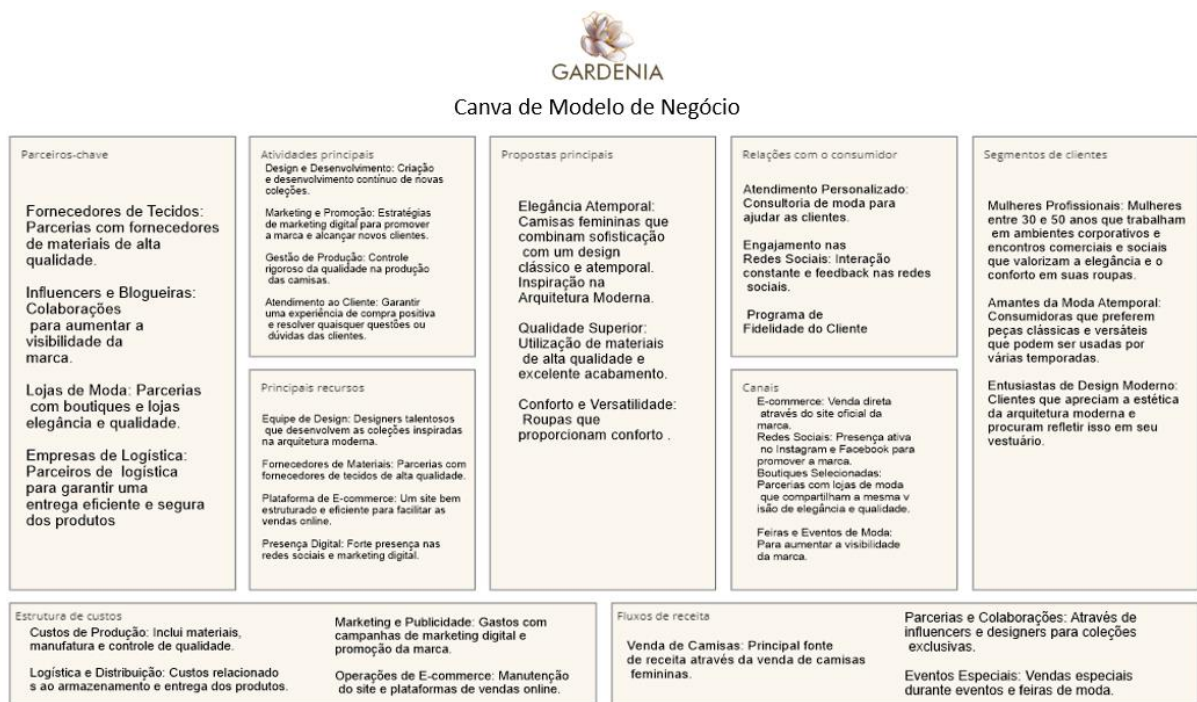 GARDENIA
Canva de Modelo de Negócio
Parceiros-chave
Fornecedores de Tecidos:
Parcerias com fornecedores
de materiais de alta
qualidade.
Influencers e Blogueiras:
Colaborações
para aumentar a
visibilidade da
marca.
Lojas de Moda: Parcerias
com boutiques e lojas
elegância e qualidade.
Empresas de Logística:
Parceiros de logística
para garantir uma
entrega eficiente e segura
dos produtos
Atividades principais
Design e Desenvolvimento: Criação
e desenvolvimento contínuo de novas
coleções.
Marketing e Promoção: Estratégias
de marketing digital para promover
a marca e alcançar novos clientes.
Gestão de Produção: Controle
rigoroso da qualidade na produção
das camisas.
Atendimento ao Cliente: Garantir
uma experiência de compra positiva
e resolver quaisquer questões ou
dúvidas das clientes.
Principais recursos
Equipe de Design: Designers talentosos
que desenvolvem as coleções inspiradas
na arquitetura moderna.
Fornecedores de Materiais: Parcerias com
fornecedores de tecidos de alta qualidade.
Plataforma de E-commerce: Um site bem
estruturado e eficiente para facilitar as
vendas online.
Presença Digital: Forte presença nas
redes sociais e marketing digital.
Propostas principais
Elegância Atemporal:
Camisas femininas que
combinam sofisticação
com um design
clássico e atemporal.
Inspiração na
Arquitetura Moderna.
Qualidade Superior:
Utilização de materiais
de alta qualidade e
excelente acabamento.
Conforto e Versatilidade:
Roupas que
proporcionam conforto .
Relações com o consumidor
Atendimento Personalizado:
Consultoria de moda para
ajudar as clientes.
Engajamento nas
Redes Sociais: Interação
constante e feedback nas redes
sociais.
Programa de
Fidelidade do Cliente
Canais
E-commerce: Venda direta
através do site oficial da
marca.
Redes Sociais: Presença ativa
no Instagram e Facebook para
promover a marca.
Boutiques Selecionadas:
Parcerias com lojas de moda
que compartilham a mesma v
isão de elegância e qualidade.
Feiras e Eventos de Moda:
Para aumentar a visibilidade
da marca.
Segmentos de clientes
Mulheres Profissionais: Mulheres
entre 30 e 50 anos que trabalham
em ambientes corporativos e
encontros comerciais e sociais
que valorizam a elegância e o
conforto em suas roupas.
Amantes da Moda Atemporal:
Consumidoras que preferem
peças clássicas e versáteis
que podem ser usadas por
várias temporadas.
Entusiastas de Design Moderno:
Clientes que apreciam a estética
da arquitetura moderna e
procuram refletir isso em seu
vestuário.
Estrutura de custos
Custos de Produção: Inclui materiais,
manufatura e controle de qualidade.
Logística e Distribuição: Custos relacionado
s ao armazenamento e entrega dos produtos.
Marketing e Publicidade: Gastos com
campanhas de marketing digital e
promoção da marca.
Operações de E-commerce: Manutenção
do site e plataformas de vendas online.
Fluxos de receita
Venda de Camisas: Principal fonte
de receita através da venda de camisas
femininas.
Parcerias e Colaborações: Através de
influencers e designers para coleções
exclusivas.
Eventos Especiais: Vendas especiais
durante eventos e feiras de moda.